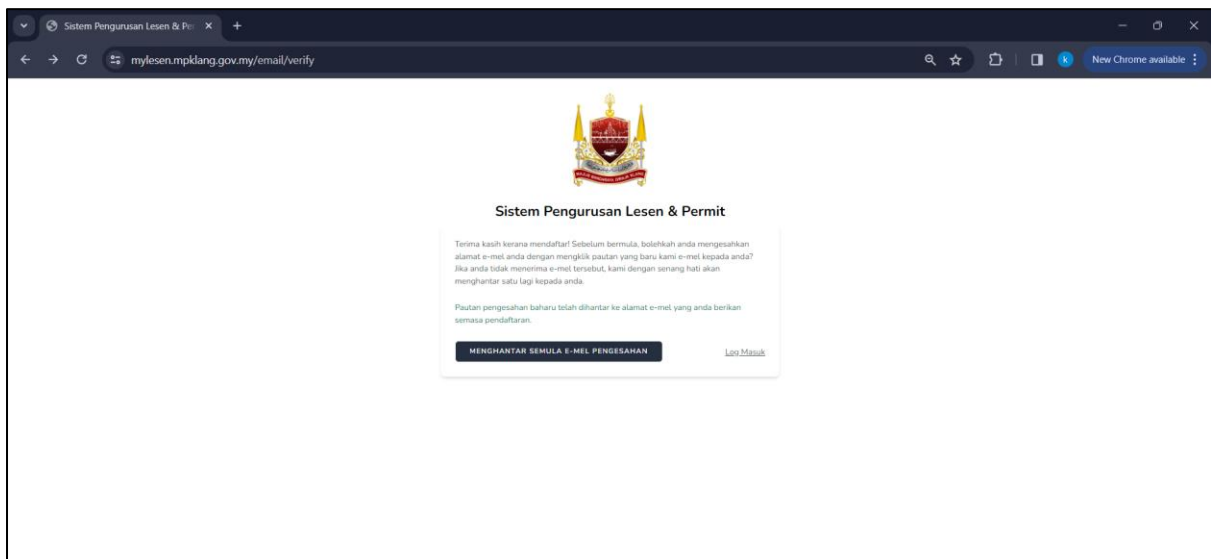 Sistem Pengurusan Lesen & Pe
mylesen.mpklang.gov.my/email/verify
k
New Chrome available
Sistem Pengurusan Lesen & Permit
Terima kasih kerana mendaftar! Sebelum bermula, bolehkah anda mengesahkan
alamat e-mel anda dengan mengklik pautan yang baru kami e-mel kepada anda?
Jika anda tidak menerima e-mel tersebut, kami dengan senang hati akan
menghantar satu lagi kepada anda.
Pautan pengesahan baharu telah dihantar ke alamat e-mel yang anda berikan
semasa pendaftaran.
MENGHANTAR SEMULA E-MEL PENGESAHAN
Log Masuk